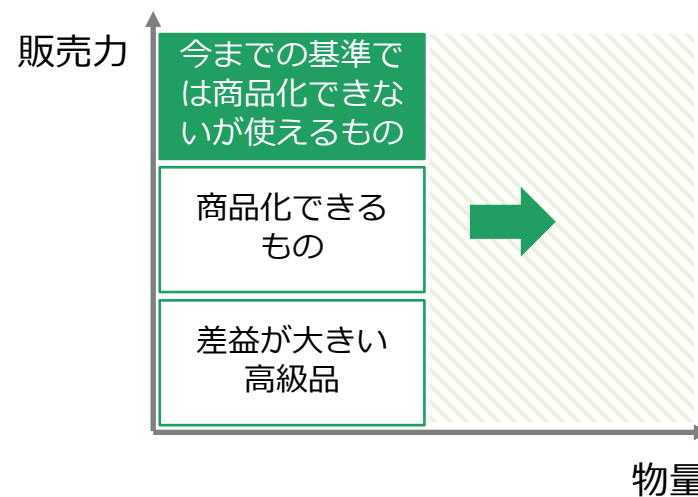 販売力
今までの基準で
は商品化できな
いが使えるもの
商品化できる
もの
差益が大きい
高級品
物量